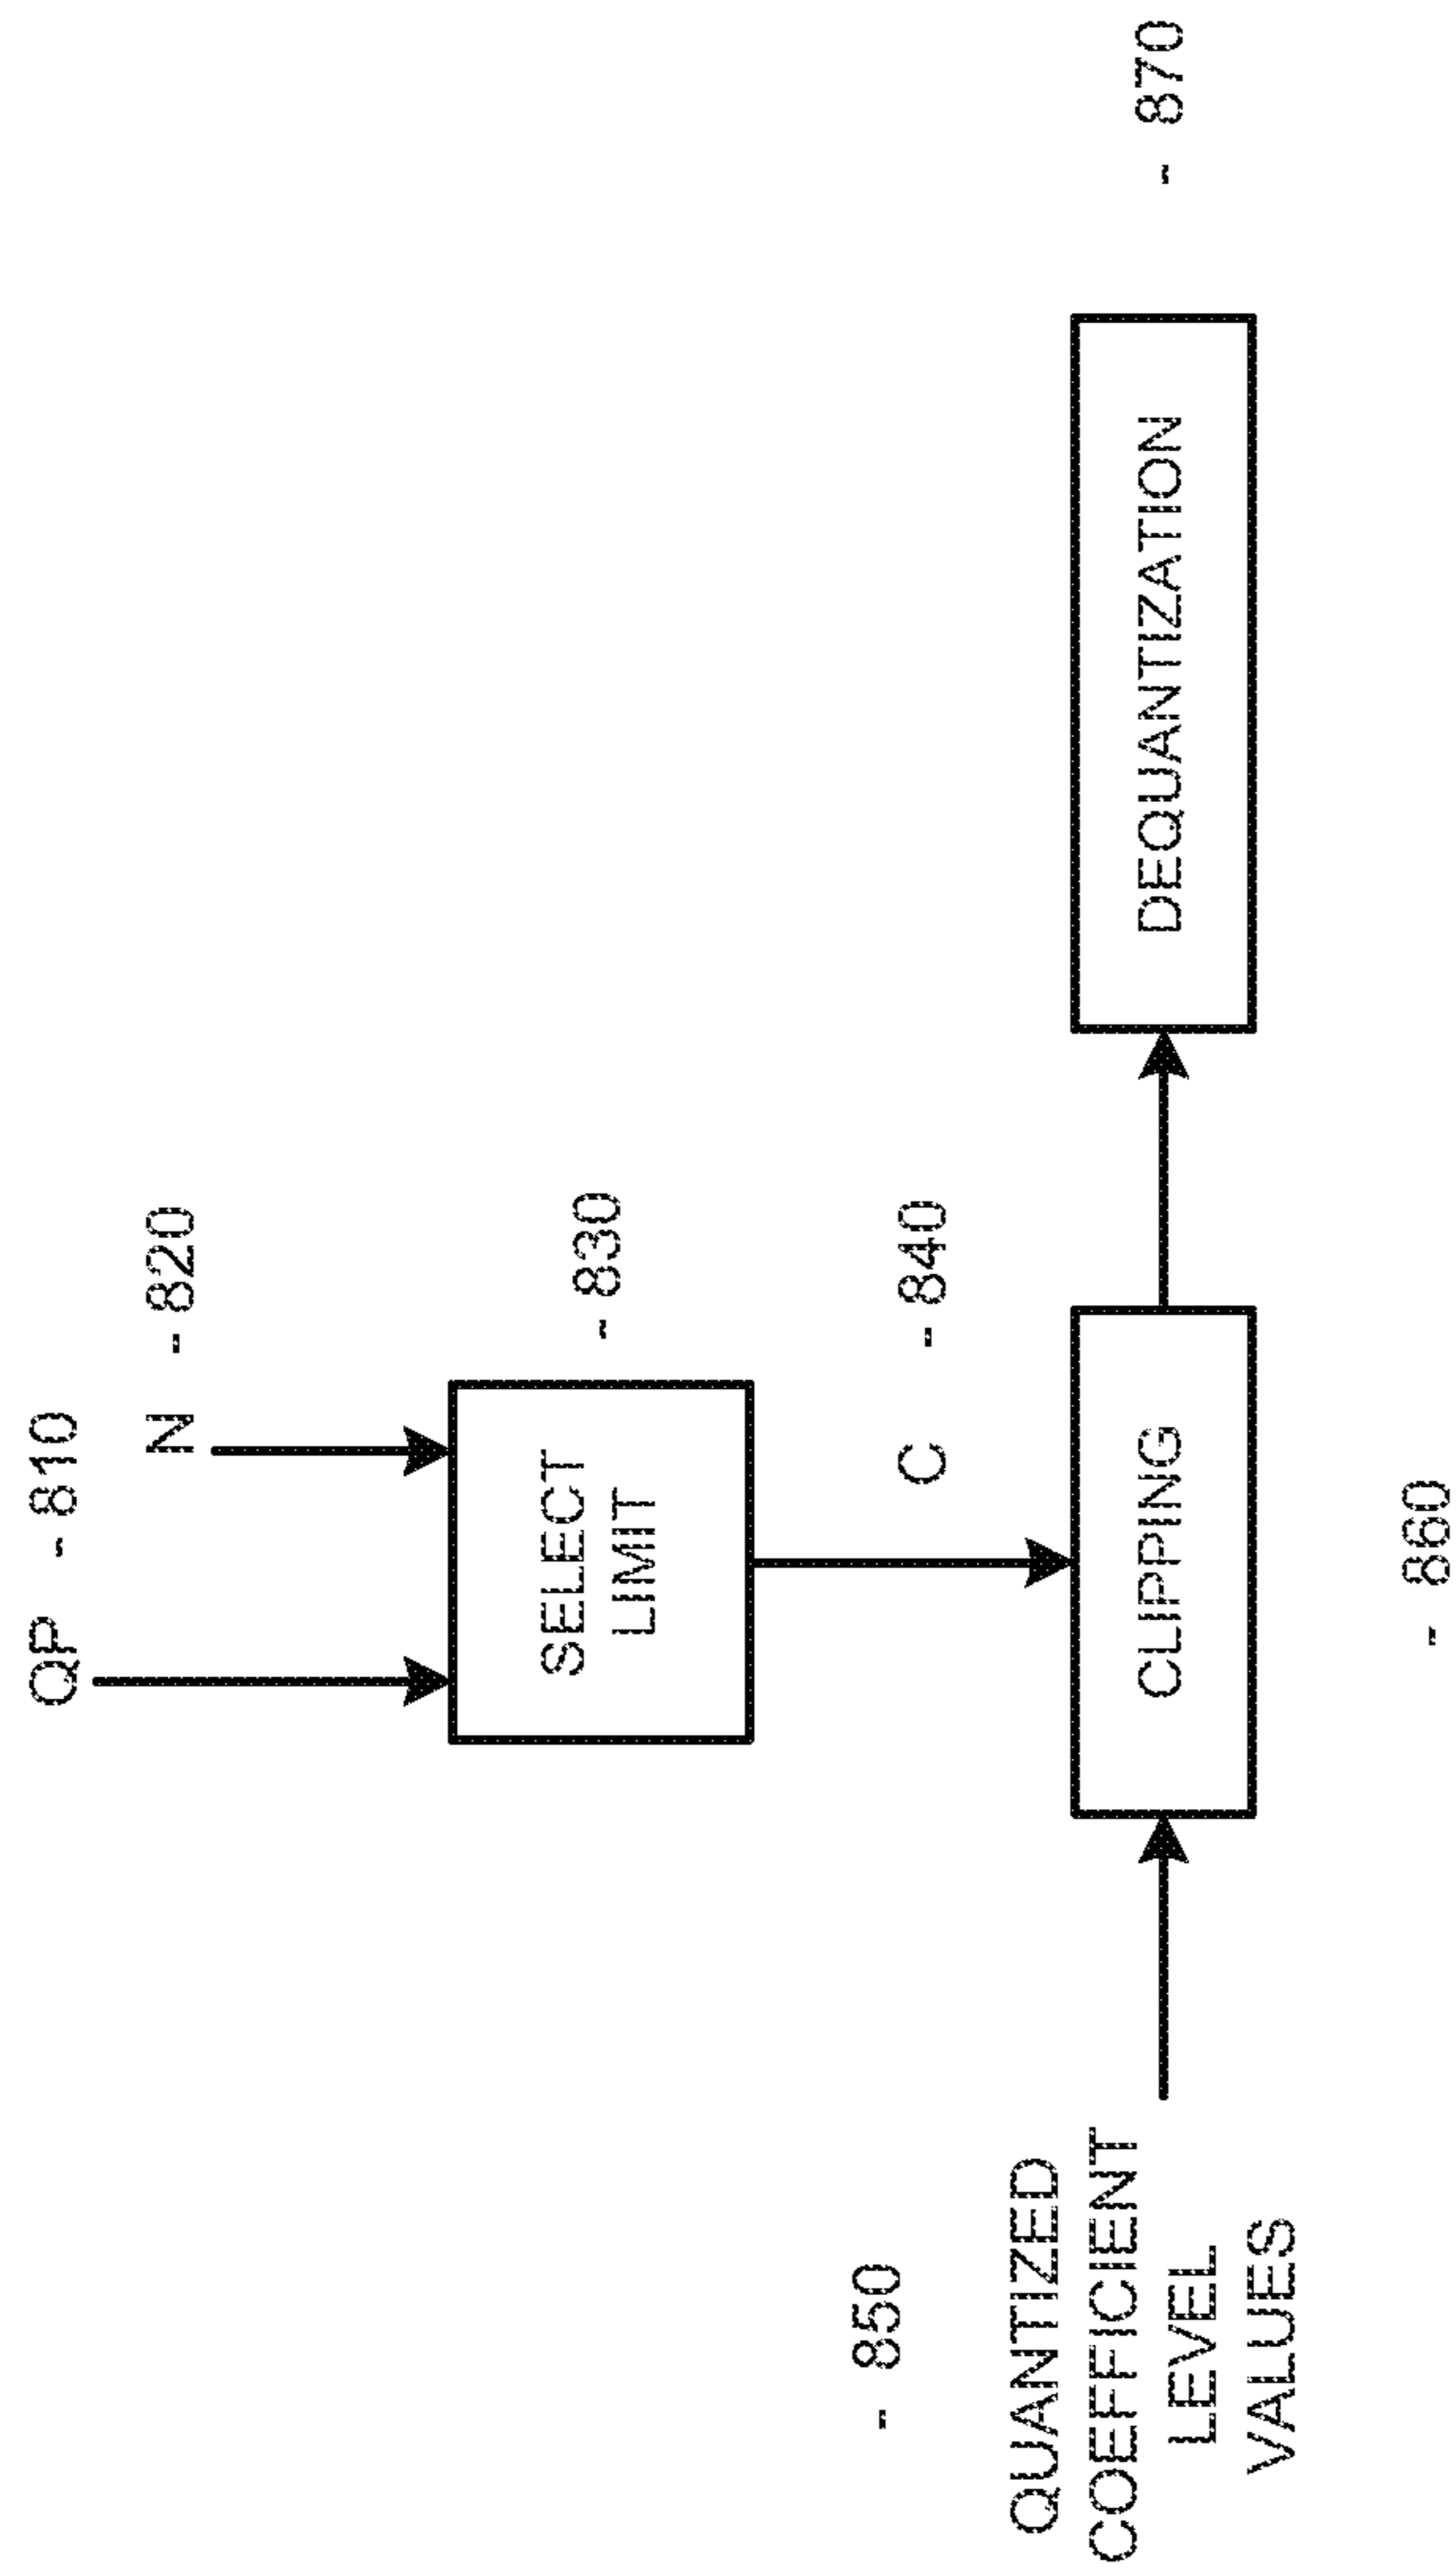 QP ~ 810
N ~ 820
SELECT
LIMIT
~ 830
C ~ 840
~ 850
QUANTIZED
COEFFICIENT
LEVEL
VALUES
CLIPPING
~ 860
DEQUANTIZATION
~ 870